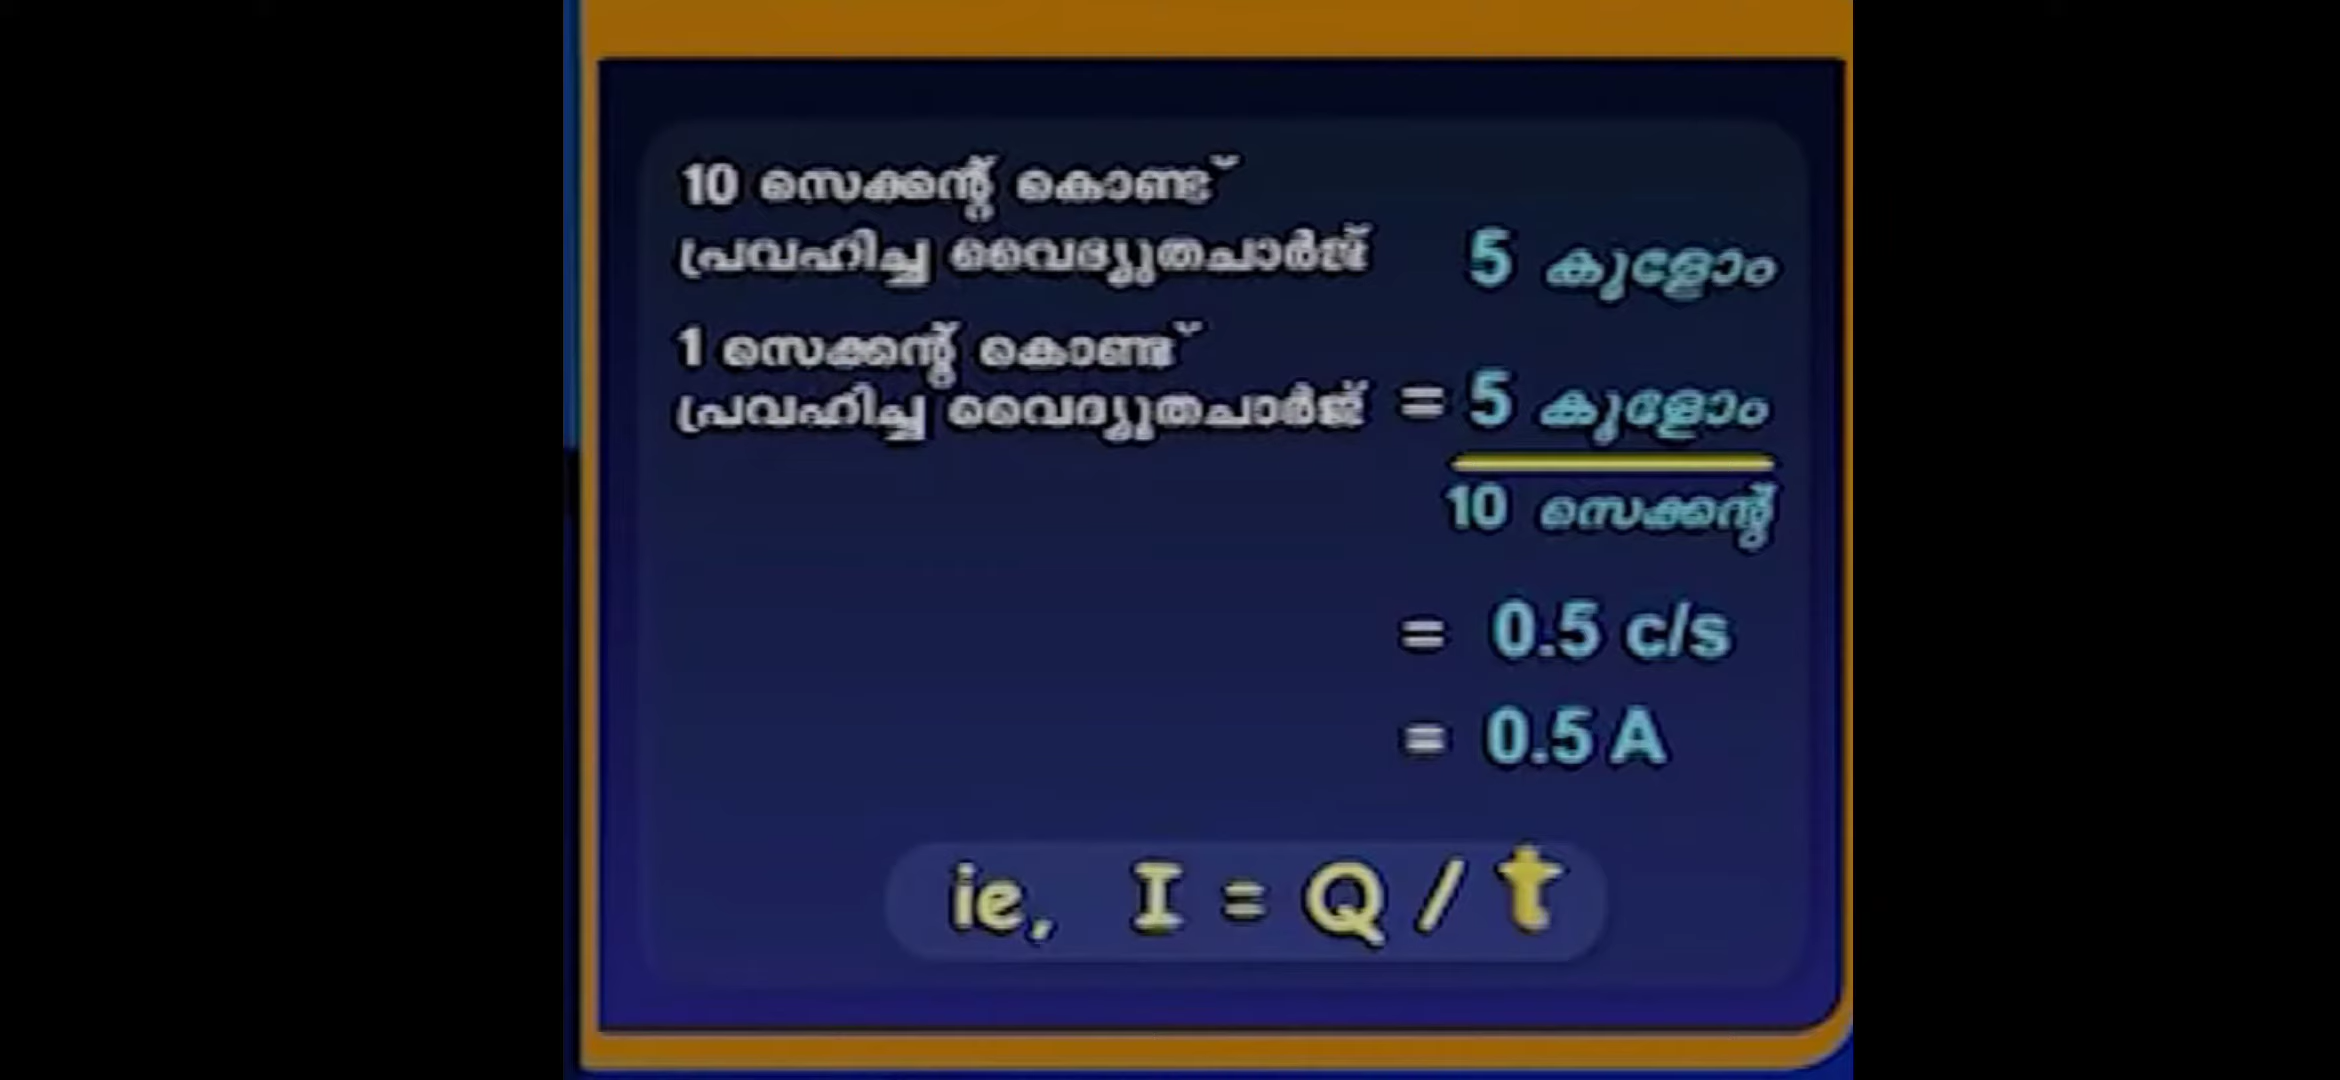 10 സെക്കന്റ് കൊണ്ട്
പ്രവഹിച്ച വൈദ്യുതചാർജ് 5 കൂളോം
1 സെക്കന്റ് കൊണ്ട്
പ്രവഹിച്ച വൈദ്യുതചാർജ് = 5 കൂളോം
10 സെക്കന്റ്
= 0.5 c/s
= 0.5 A
ie, I = Q / t